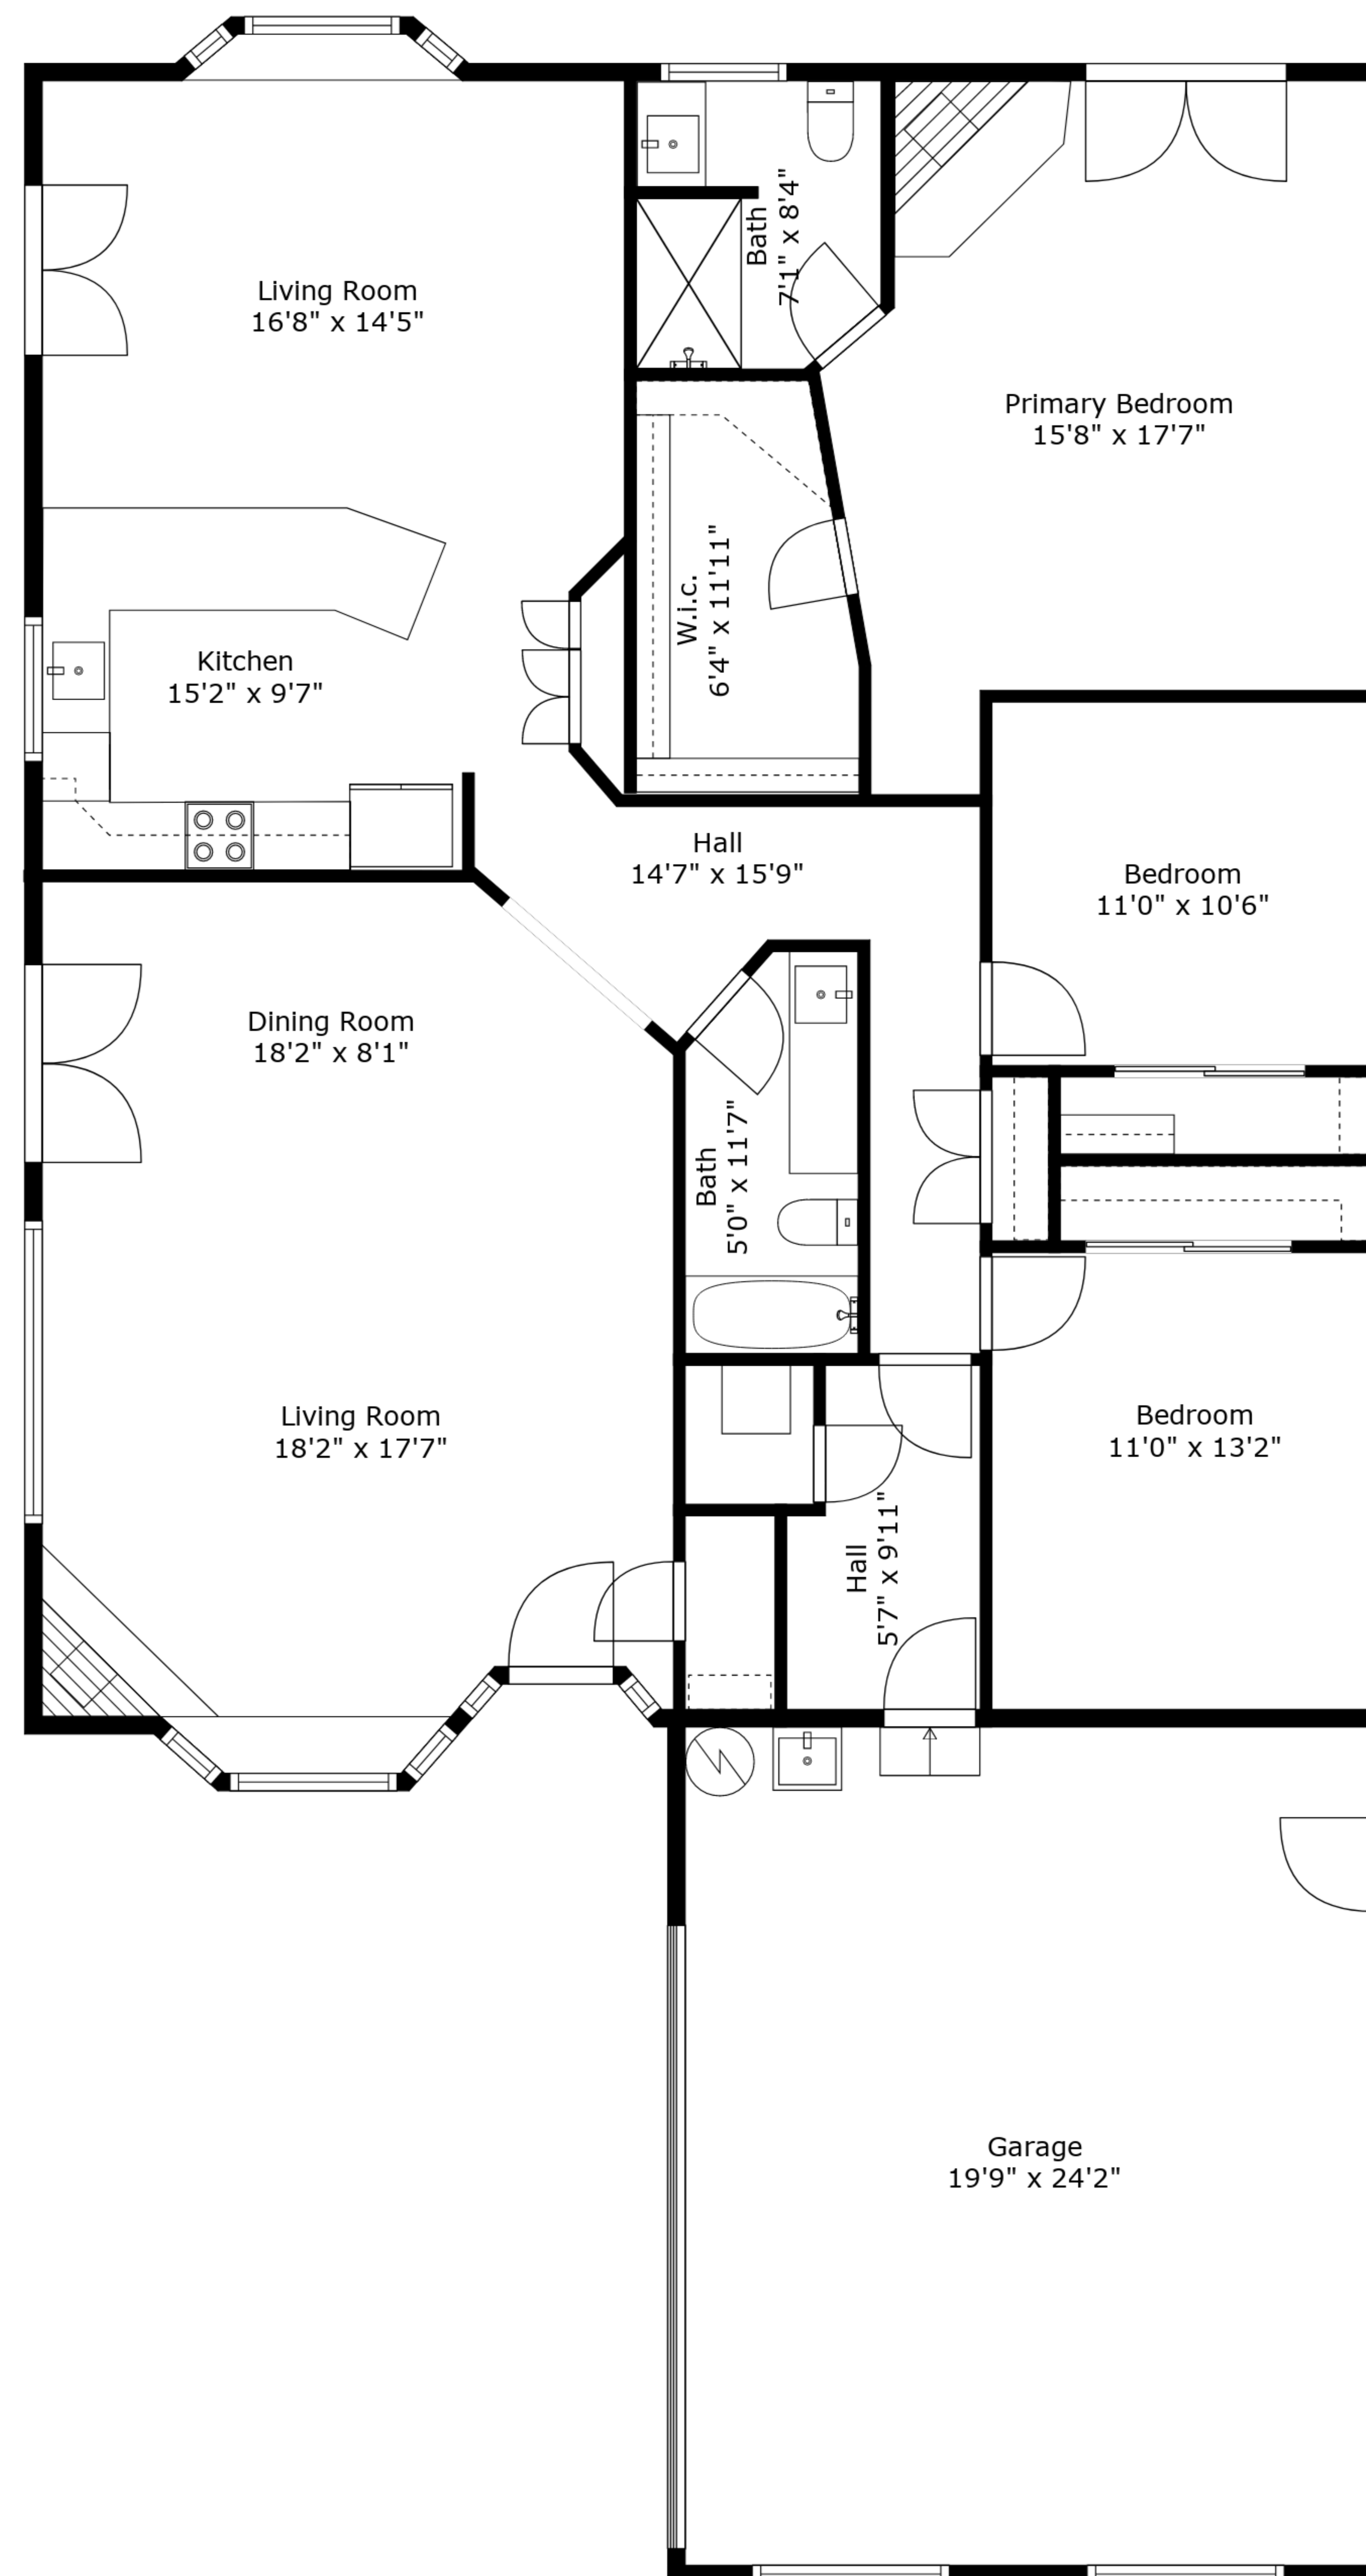 Living Room
16'8" x 14'5"
Bath
7'1" x 8'4"
Primary Bedroom
15'8" x 17'7"
W.i.c.
6'4" x 11'11"
Kitchen
15'2" x 9'7"
Hall
14'7" x 15'9"
Bedroom
11'0" x 10'6"
Dining Room
18'2" x 8'1"
Bath
5'0" x 11'7"
Living Room
18'2" x 17'7"
Bedroom
11'0" x 13'2"
Hall
5'7" x 9'11"
Garage
19'9" x 24'2"